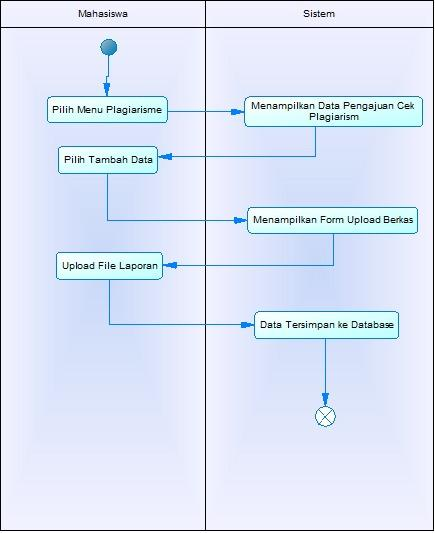 Mahasiswa
Sistem
Pilih Menu Plagiarisme
Menampilkan Data Pengajuan Cek
Plagiarism
Pilih Tambah Data
Menampilkan Form Upload Berkas
Upload File Laporan
Data Tersimpan ke Database